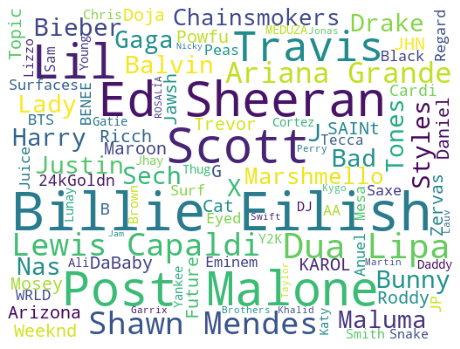 Chris Doja Chainsmokers
Topic Lizzo Bieber Gaga Powfu Drake JHN Regard
Sam Young Nicky Peas MEDUZA Jonas Black
Lil Travis
Surfaces BENEE ROSALÍA Balvin Ariana Grande Cardi
BTS Lady Gatie Ed Sheeran Jawsh Tones Styles Daniel
Harry Ricch Trevor Cortez J SAINt
Juice Maroon Scott Tecca Perry
Justin Jhay Thug G Bad
24kGoldn Sech Surf Marshmello Zervas
Lunay B Brown X Cat Eyed DJ AA Mesa Kygo Saxe
Billie Eilish
Swift Lauv
Lewis Capaldi Jam Y2K Dua Lipa
Nas Ali DaBaby Future Eminem KAROL Anuel Martin Daddy
Mosey Yankee Post Malone Taylor Bunny
WRLD Roddy JP
Arizona Garrix Brothers Khalid Katy Maluma
Weeknd Shawn Mendes Smith Snake